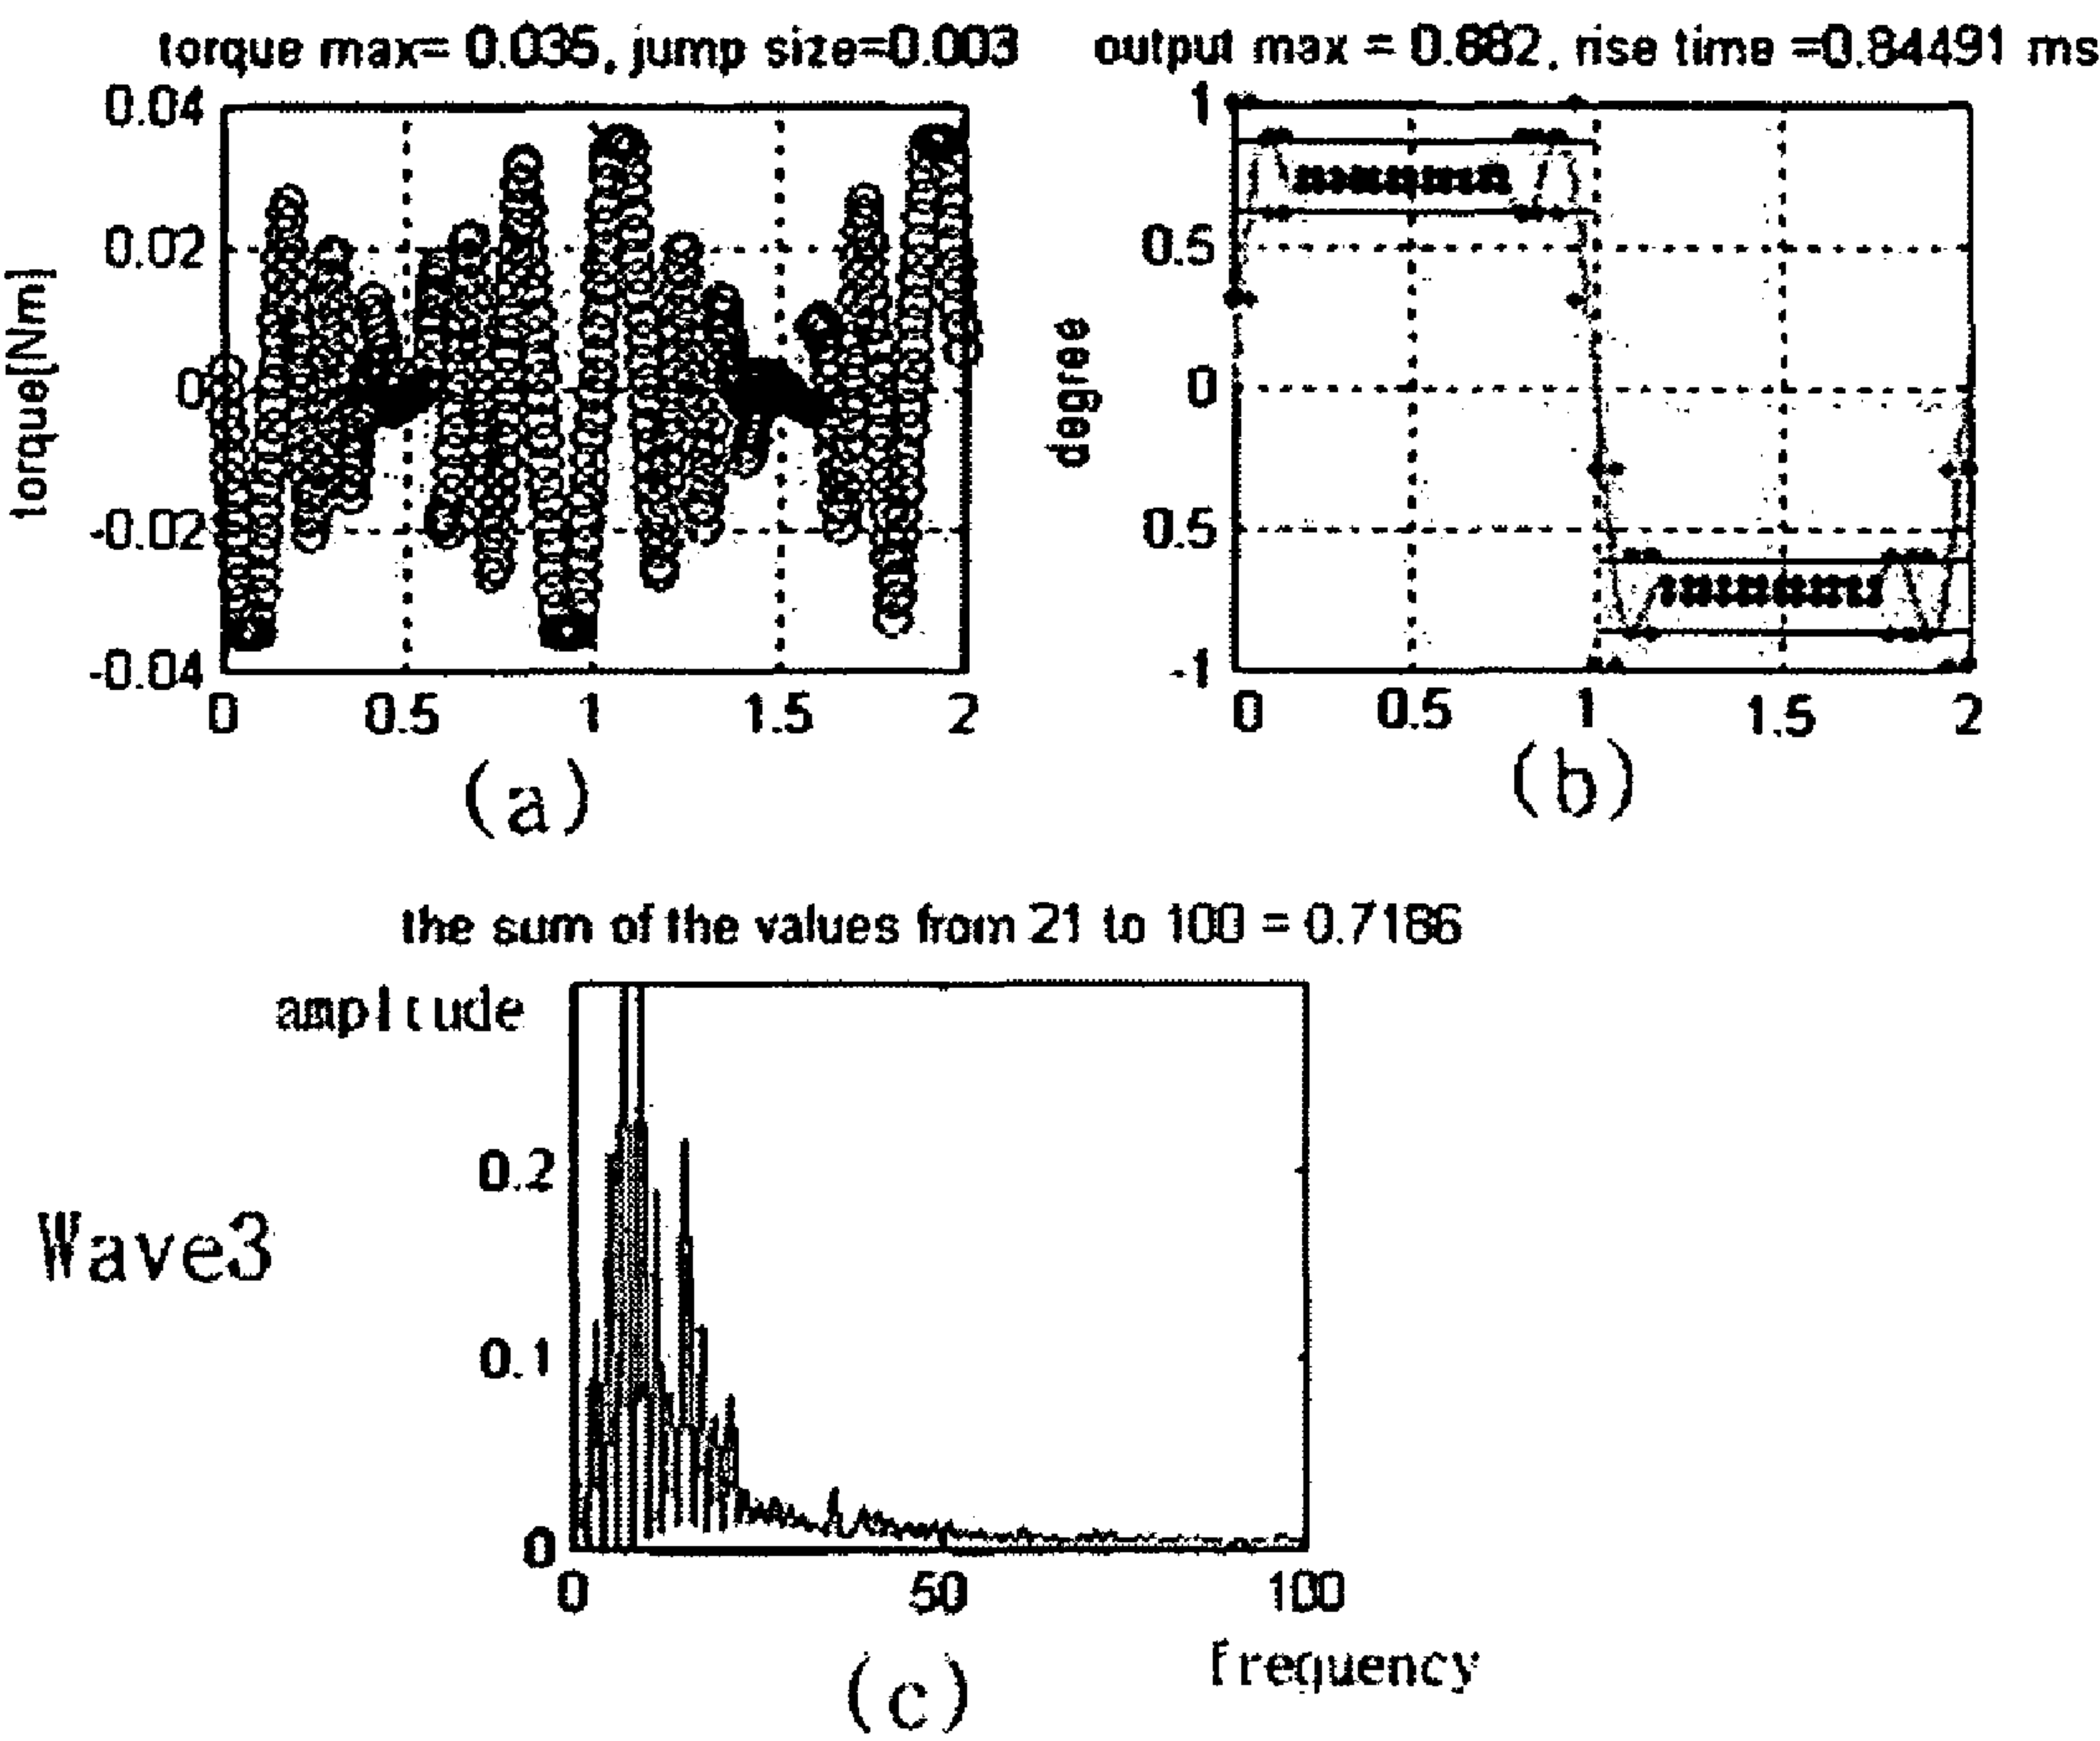 torque max= 0.035, jump size=0.003
0.04
0.02
0
-0.02
-0.04
torque[Nm]
0
0.5
1
1.5
2
(a)
output max = 0.882, rise time =0.84491 ms
1
0.5
0
0.5
-1
degree
0
0.5
1
1.5
2
(b)
the sum of the values from 21 to 100 = 0.7186
amplitude
0.2
0.1
0
Wave3
0
50
100
frequency
(c)